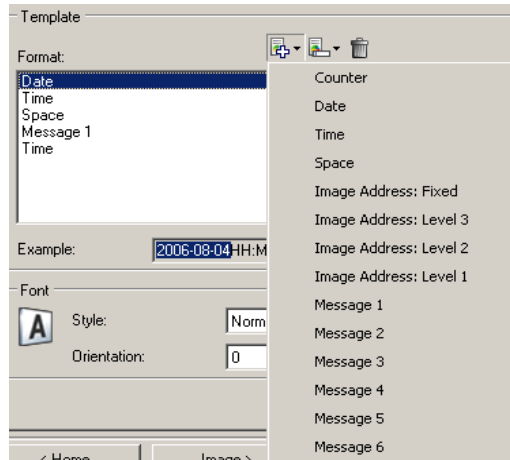 Template
Format:
Date
Time
Space
Message 1
Time
Example:
2006-08-04HH:M
Font
A
Style:
Norm
Orientation:
0
< Home
Image >
Counter
Date
Time
Space
Image Address: Fixed
Image Address: Level 3
Image Address: Level 2
Image Address: Level 1
Message 1
Message 2
Message 3
Message 4
Message 5
Message 6